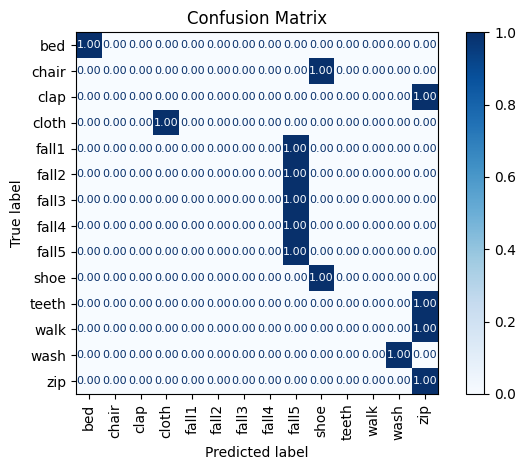 Confusion Matrix
bed 1.00 0.00 0.00 0.00 0.00 0.00 0.00 0.00 0.00 0.00 0.00 0.00 0.00 0.00 1.0
chair 0.00 0.00 0.00 0.00 0.00 0.00 0.00 0.00 0.00 1.00 0.00 0.00 0.00 0.00
clap 0.00 0.00 0.00 0.00 0.00 0.00 0.00 0.00 0.00 0.00 0.00 0.00 0.00 1.00
0.8
cloth 0.00 0.00 0.00 1.00 0.00 0.00 0.00 0.00 0.00 0.00 0.00 0.00 0.00 0.00
fall1 0.00 0.00 0.00 0.00 0.00 0.00 0.00 0.00 1.00 0.00 0.00 0.00 0.00 0.00
fall2 0.00 0.00 0.00 0.00 0.00 0.00 0.00 0.00 1.00 0.00 0.00 0.00 0.00 0.00
0.6
fall3 0.00 0.00 0.00 0.00 0.00 0.00 0.00 0.00 1.00 0.00 0.00 0.00 0.00 0.00
True label
fall4 0.00 0.00 0.00 0.00 0.00 0.00 0.00 0.00 1.00 0.00 0.00 0.00 0.00 0.00
0.4
fall5 0.00 0.00 0.00 0.00 0.00 0.00 0.00 0.00 1.00 0.00 0.00 0.00 0.00 0.00
shoe 0.00 0.00 0.00 0.00 0.00 0.00 0.00 0.00 0.00 1.00 0.00 0.00 0.00 0.00
teeth 0.00 0.00 0.00 0.00 0.00 0.00 0.00 0.00 0.00 0.00 0.00 0.00 0.00 1.00
0.2
walk 0.00 0.00 0.00 0.00 0.00 0.00 0.00 0.00 0.00 0.00 0.00 0.00 0.00 1.00
wash 0.00 0.00 0.00 0.00 0.00 0.00 0.00 0.00 0.00 0.00 0.00 0.00 1.00 0.00
zip 0.00 0.00 0.00 0.00 0.00 0.00 0.00 0.00 0.00 0.00 0.00 0.00 0.00 1.00
0.0
bed chair clap cloth fall1 fall2 fall3 fall4 fall5 shoe teeth walk wash zip
Predicted label